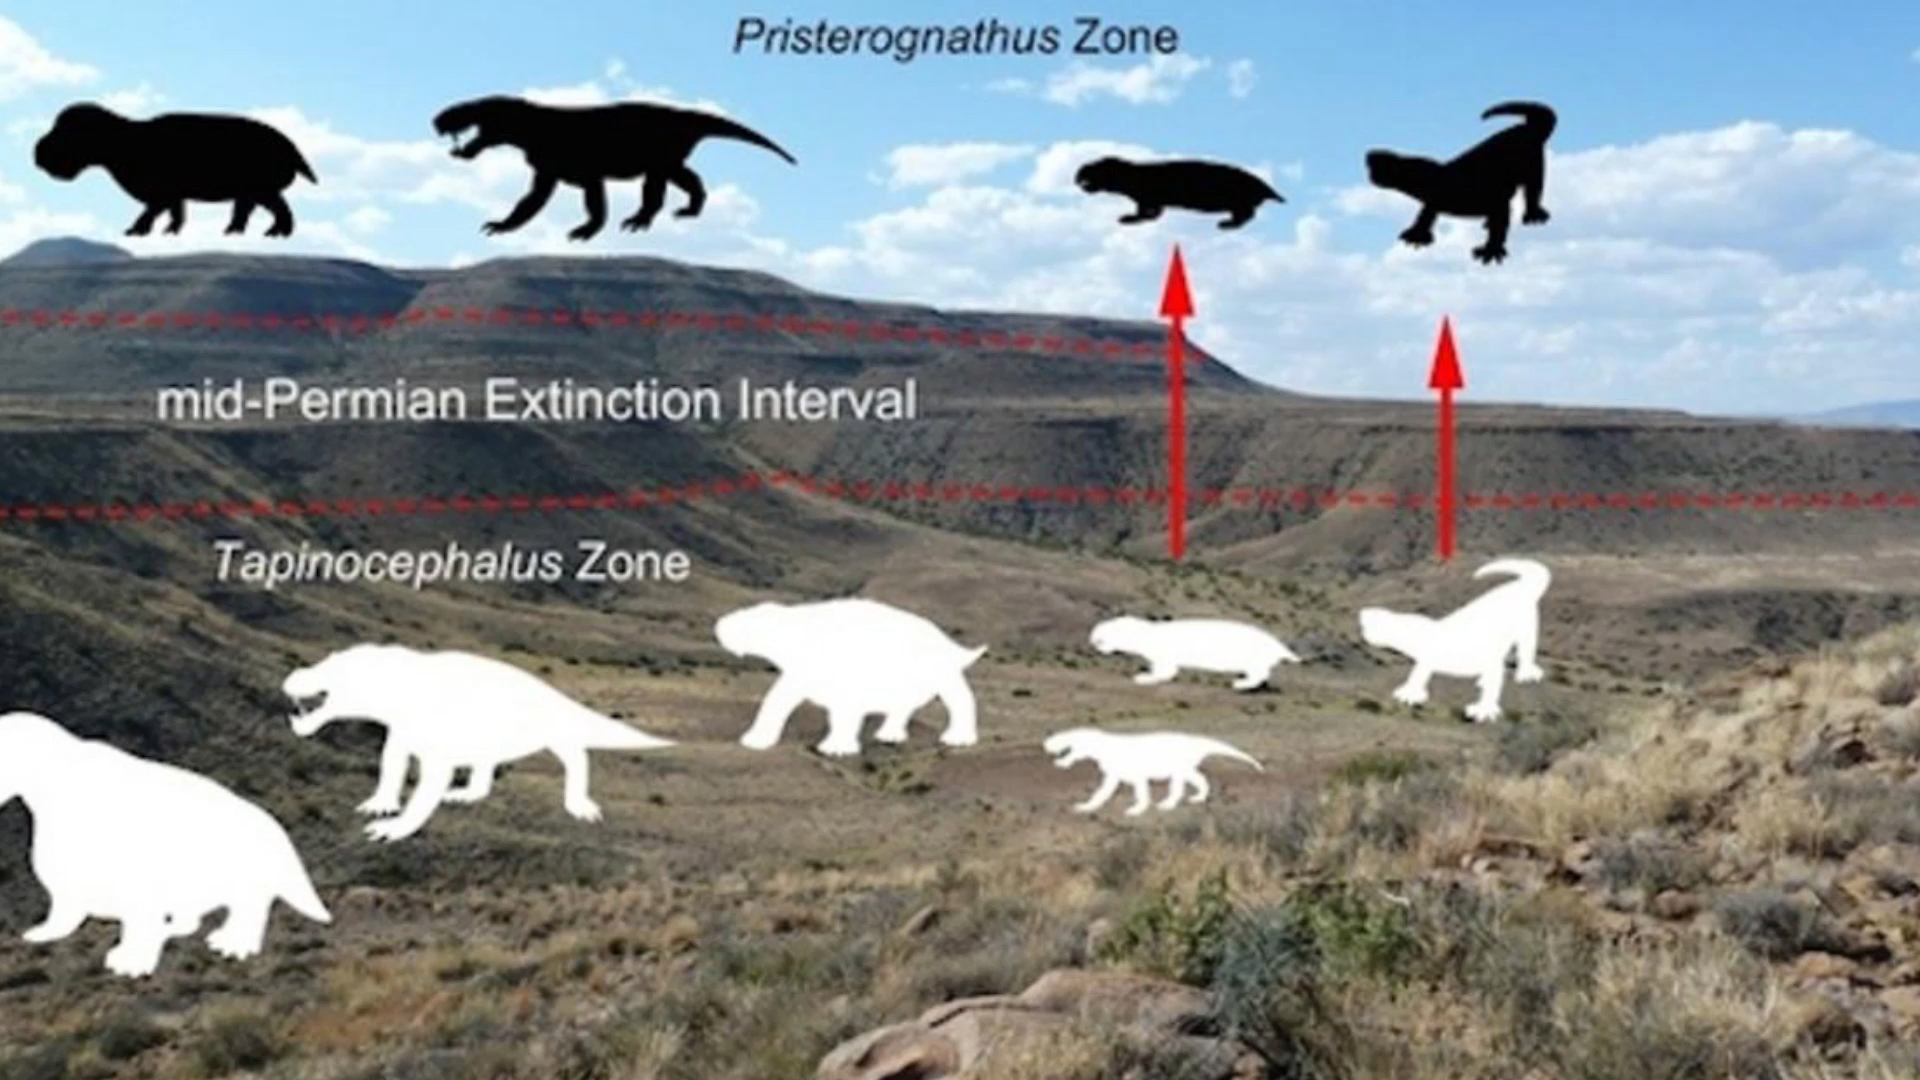 Pristerognathus Zone
mid-Permian Extinction Interval
Tapinocephalus Zone